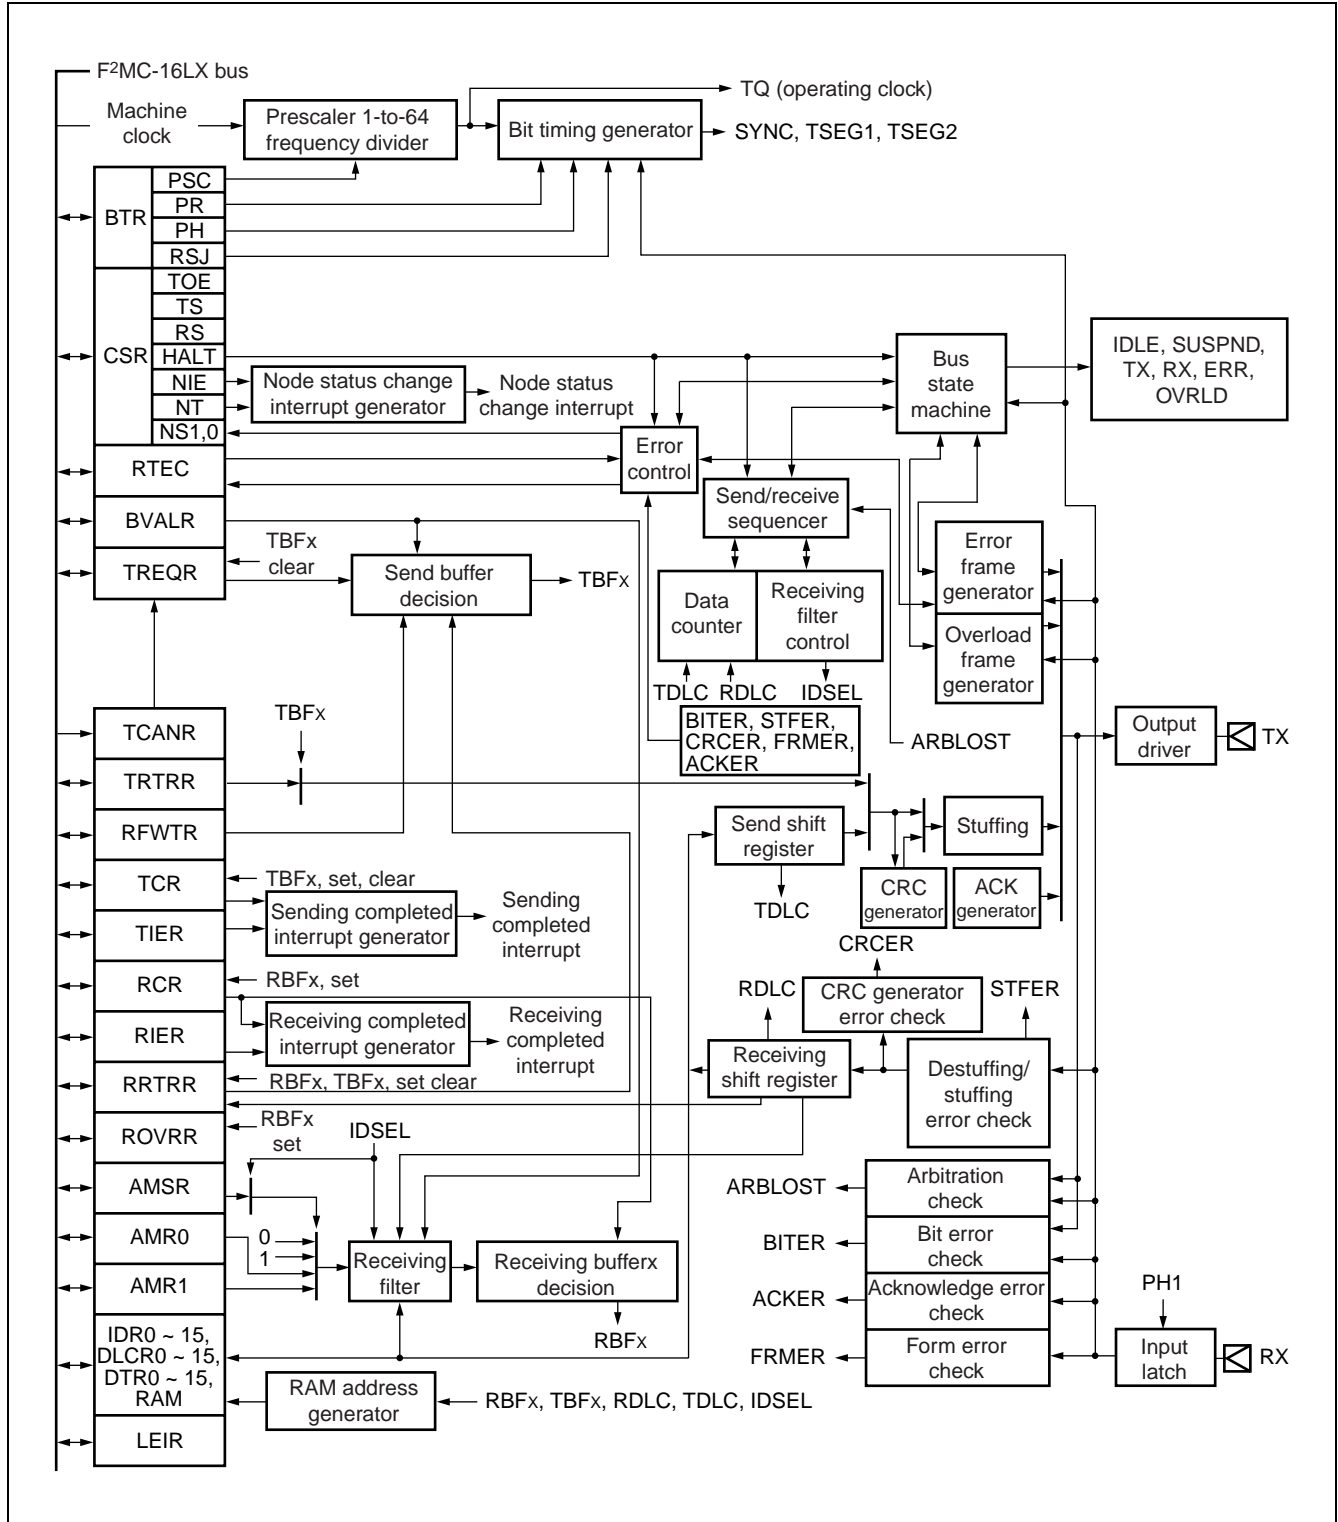 F²MC-16LX bus
TQ (operating clock)
Machine
clock
Prescaler 1-to-64
frequency divider
Bit timing generator
SYNC, TSEG1, TSEG2
BTR
PSC
PR
PH
RSJ
CSR
TOE
TS
RS
HALT
NIE
NT
NS1,0
Node status change
interrupt generator
Node status
change interrupt
Bus
state
machine
IDLE, SUSPND,
TX, RX, ERR,
OVRLD
RTEC
Error
control
BVALR
Send/receive
sequencer
TREQR
TBFx
clear
Send buffer
decision
TBFx
Data
counter
Receiving
filter
control
Error
frame
generator
Overload
frame
generator
TDLC
RDLC
IDSEL
BITER, STFER,
CRCER, FRMER,
ACKER
ARBLOST
Output
driver
TX
TCANR
TBFx
TRTRR
RFWTR
Send shift
register
Stuffing
TDLC
CRC
generator
ACK
generator
TCR
TBFx, set, clear
TIER
Sending completed
interrupt generator
Sending
completed
interrupt
CRCER
RCR
RBFx, set
RDLC
CRC generator
error check
STFER
RIER
Receiving completed
interrupt generator
Receiving
completed
interrupt
Receiving
shift register
Destuffing/
stuffing
error check
RRTRR
RBFx, TBFx, set clear
ROVRR
RBFx
set
IDSEL
AMSR
ARBLOST
Arbitration
check
AMR0
0
1
Receiving
filter
Receiving bufferx
decision
BITER
Bit error
check
AMR1
ACKER
Acknowledge error
check
PH1
RBFx
IDR0 ~ 15,
DLCR0 ~ 15,
DTR0 ~ 15,
RAM
FRMER
Form error
check
Input
latch
RX
RAM address
generator
RBFx, TBFx, RDLC, TDLC, IDSEL
LEIR